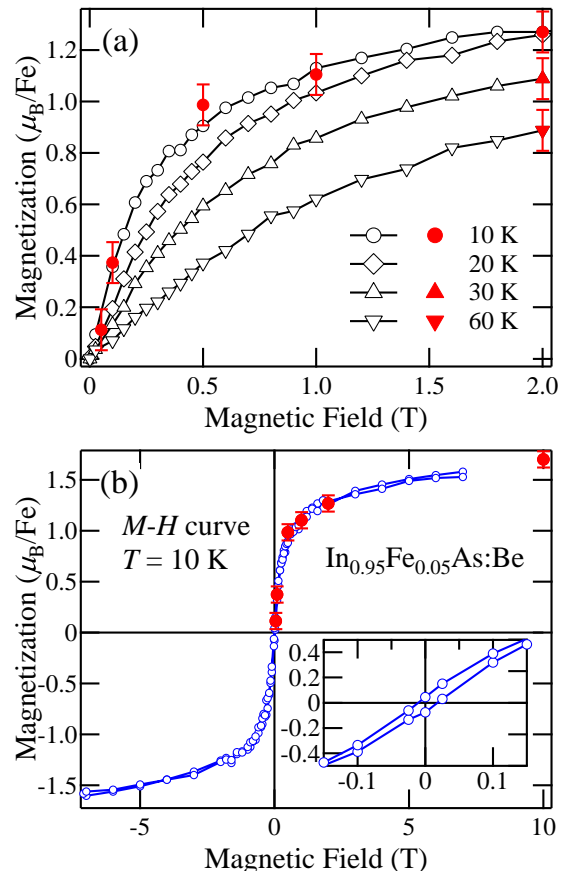 (a)
1.2
1.0
0.8
0.6
0.4
0.2
0
Magnetization (μB/Fe)
10 K
20 K
30 K
60 K
0 0.5 1.0 1.5 2.0
Magnetic Field (T)
(b)
1.5
1.0
0.5
0
-0.5
-1.0
-1.5
Magnetization (μB/Fe)
M-H curve
T = 10 K
In0.95Fe0.05As:Be
0.4
0.2
0
-0.2
-0.4
-0.1 0 0.1
-5 0 5 10
Magnetic Field (T)